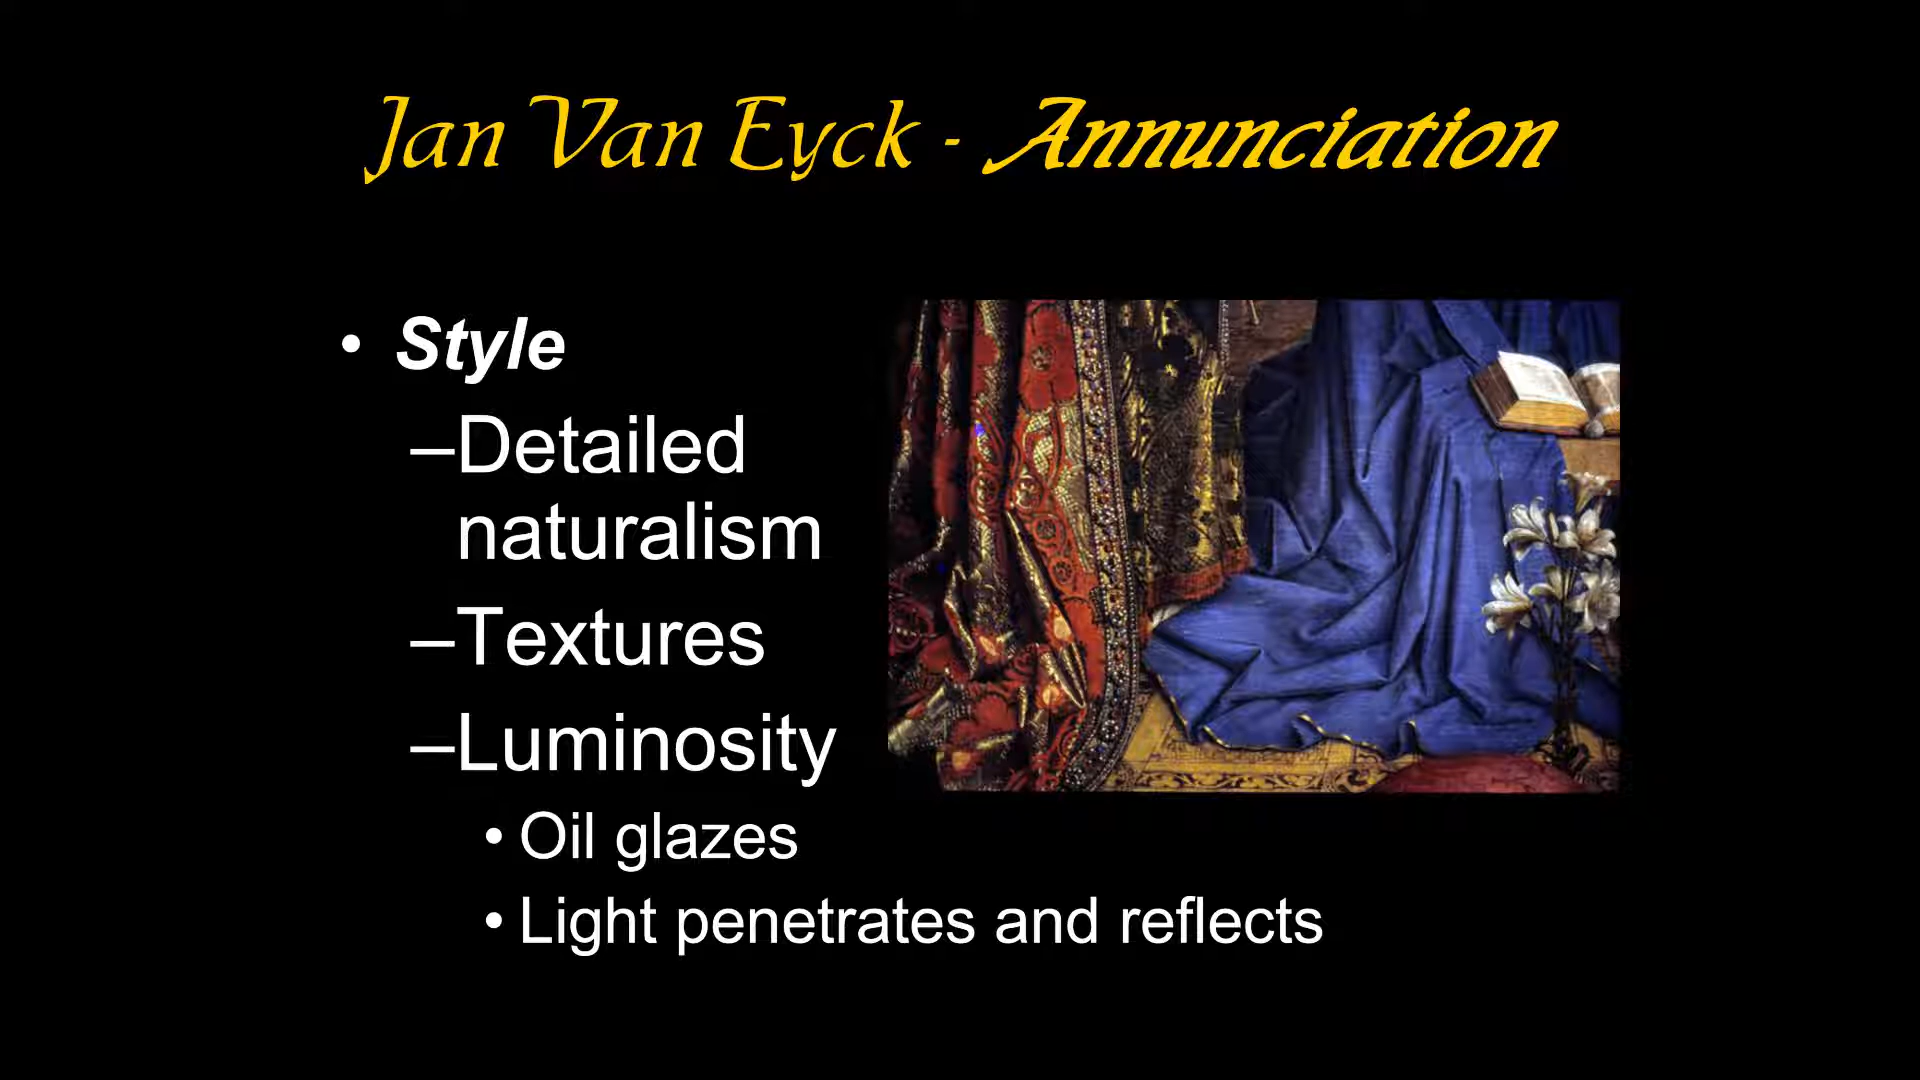 Jan Van Eyck - Annunciation
• Style
–Detailed
naturalism
–Textures
–Luminosity
• Oil glazes
• Light penetrates and reflects